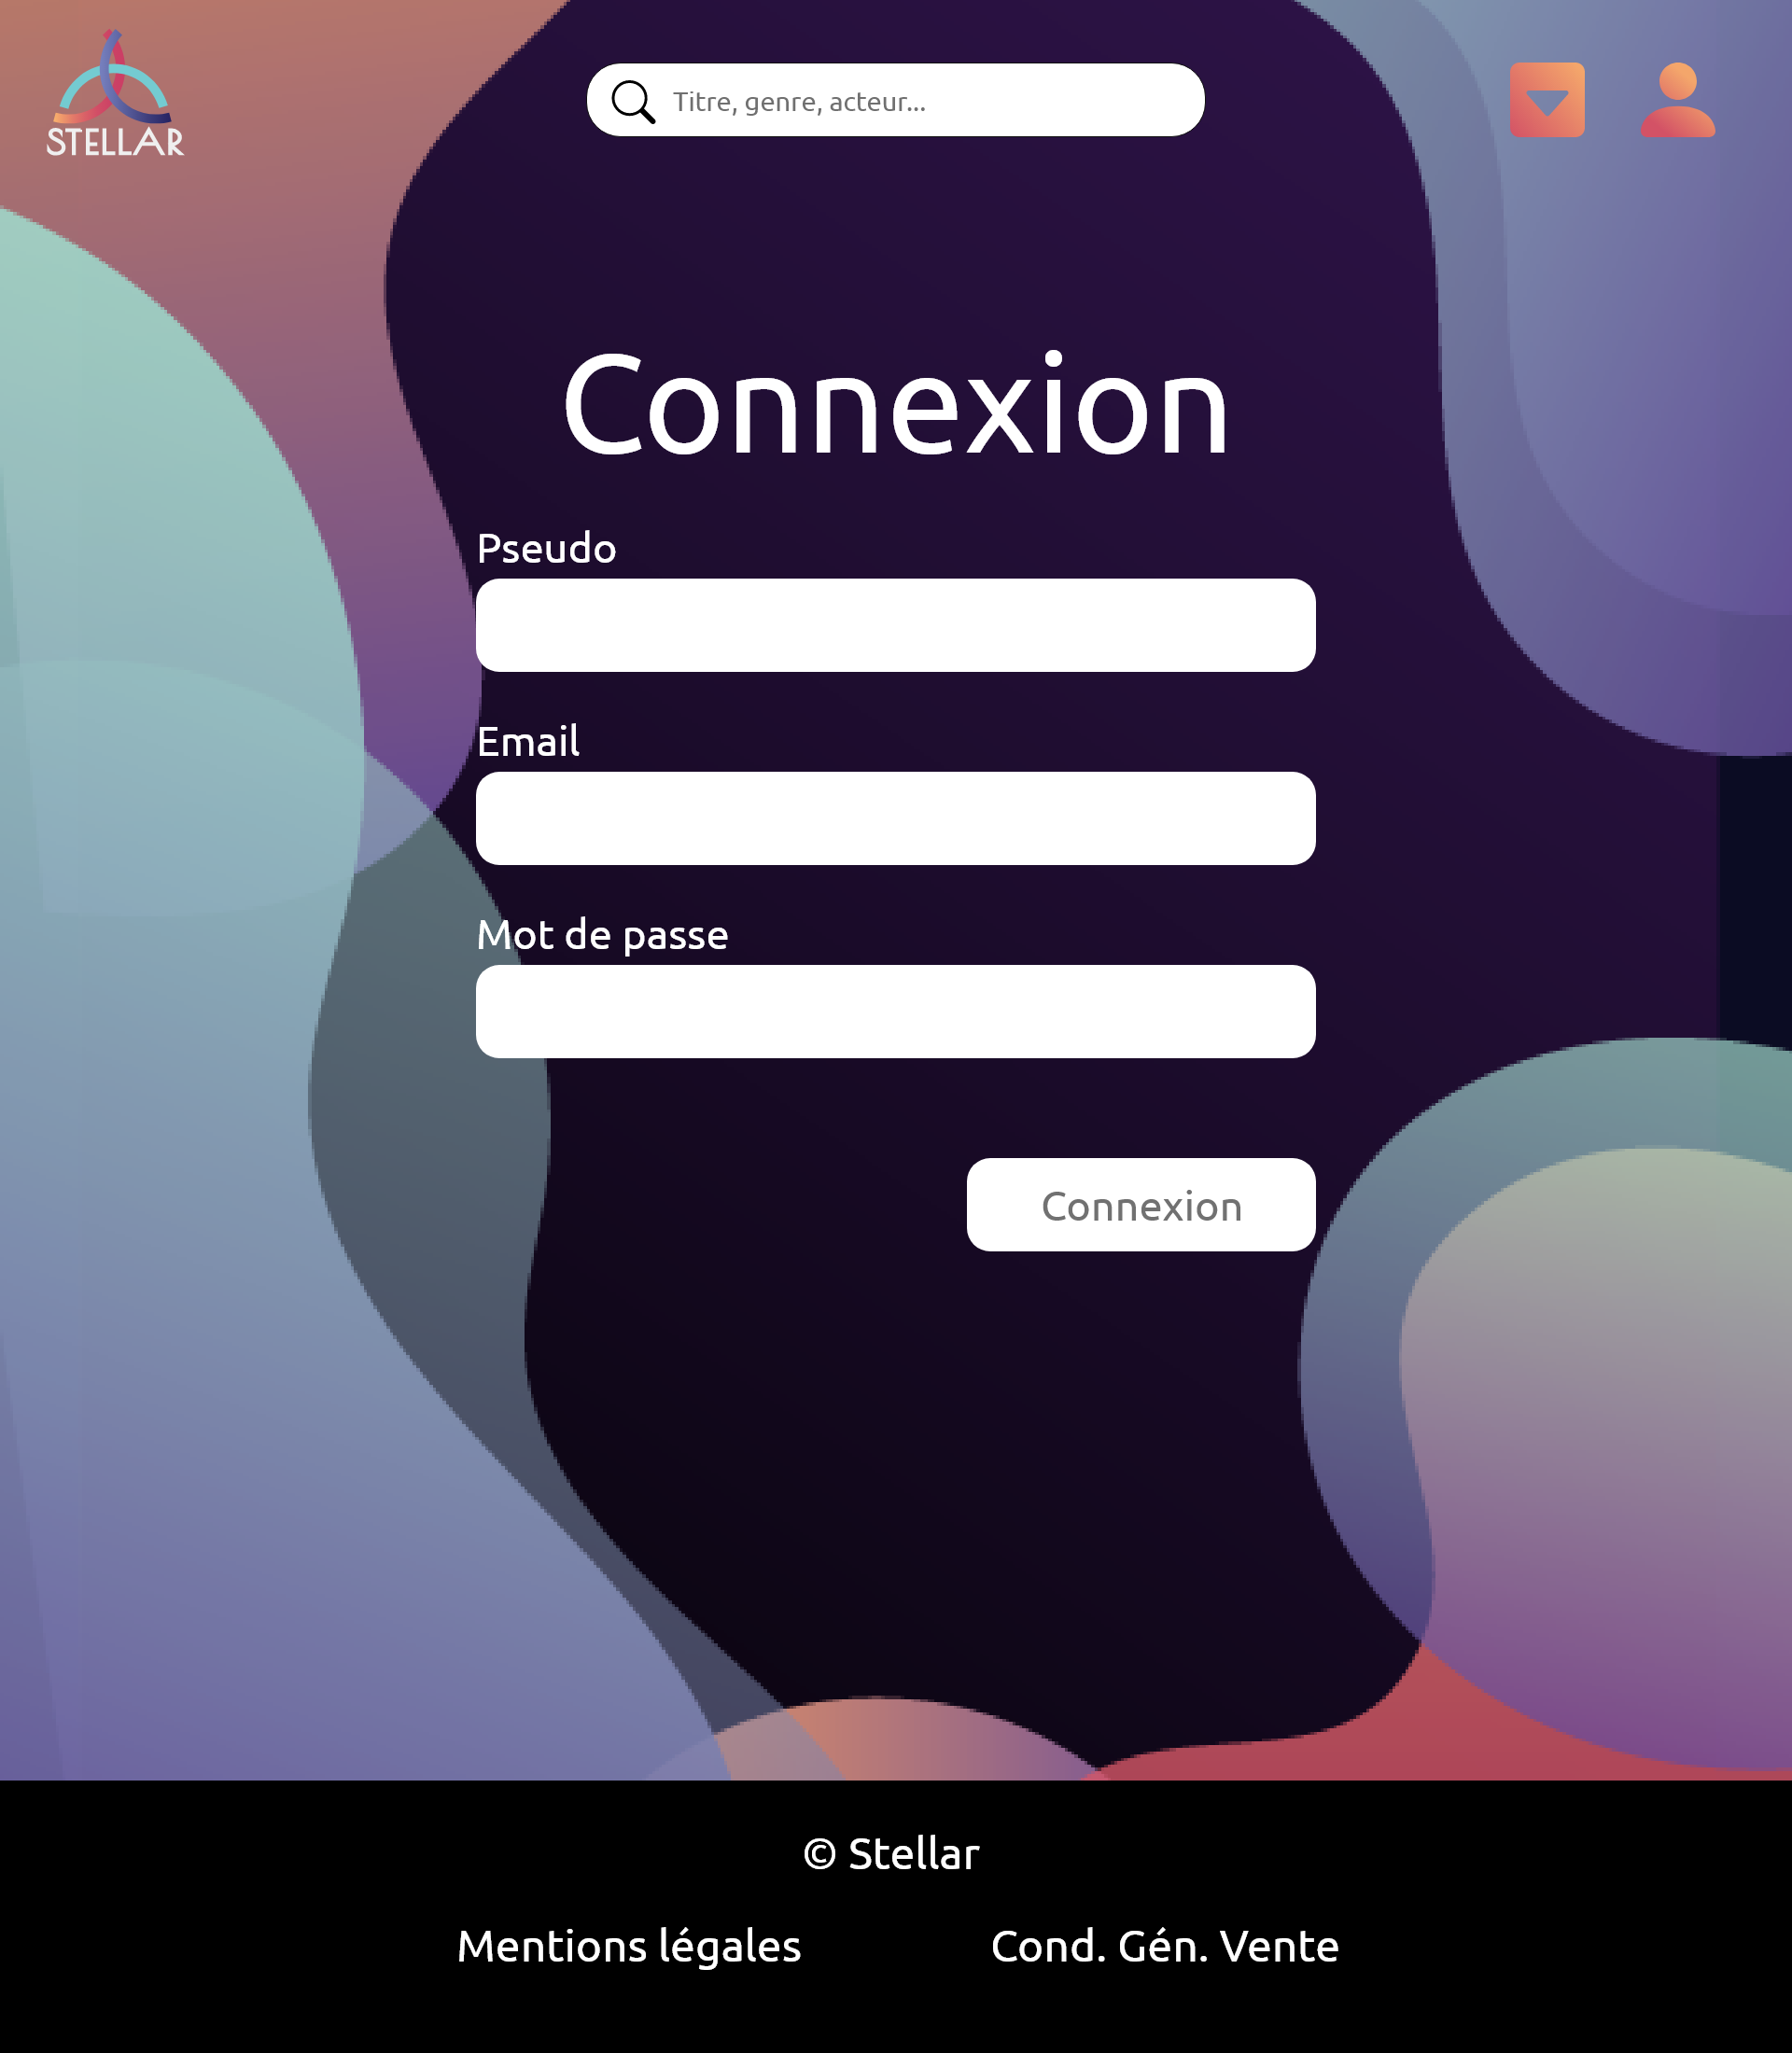 STELLAR
Titre, genre, acteur...
Connexion
Pseudo
Email
Mot de passe
Connexion
© Stellar
Mentions légales
Cond. Gén. Vente